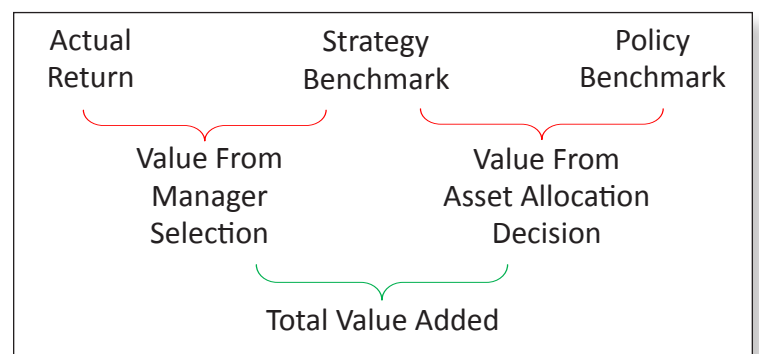 Actual Return
Strategy Benchmark
Policy Benchmark
Value From Manager Selection
Value From Asset Allocation Decision
Total Value Added